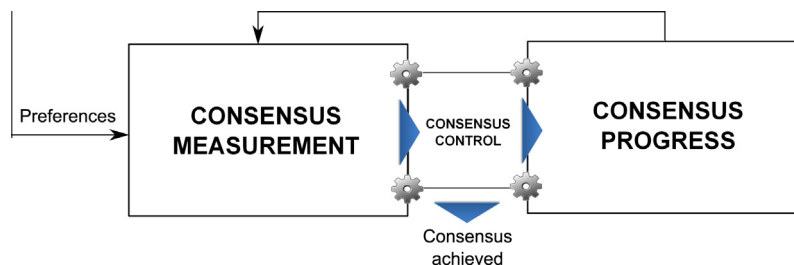 Preferences
CONSENSUS
MEASUREMENT
CONSENSUS
CONTROL
CONSENSUS
PROGRESS
Consensus
achieved